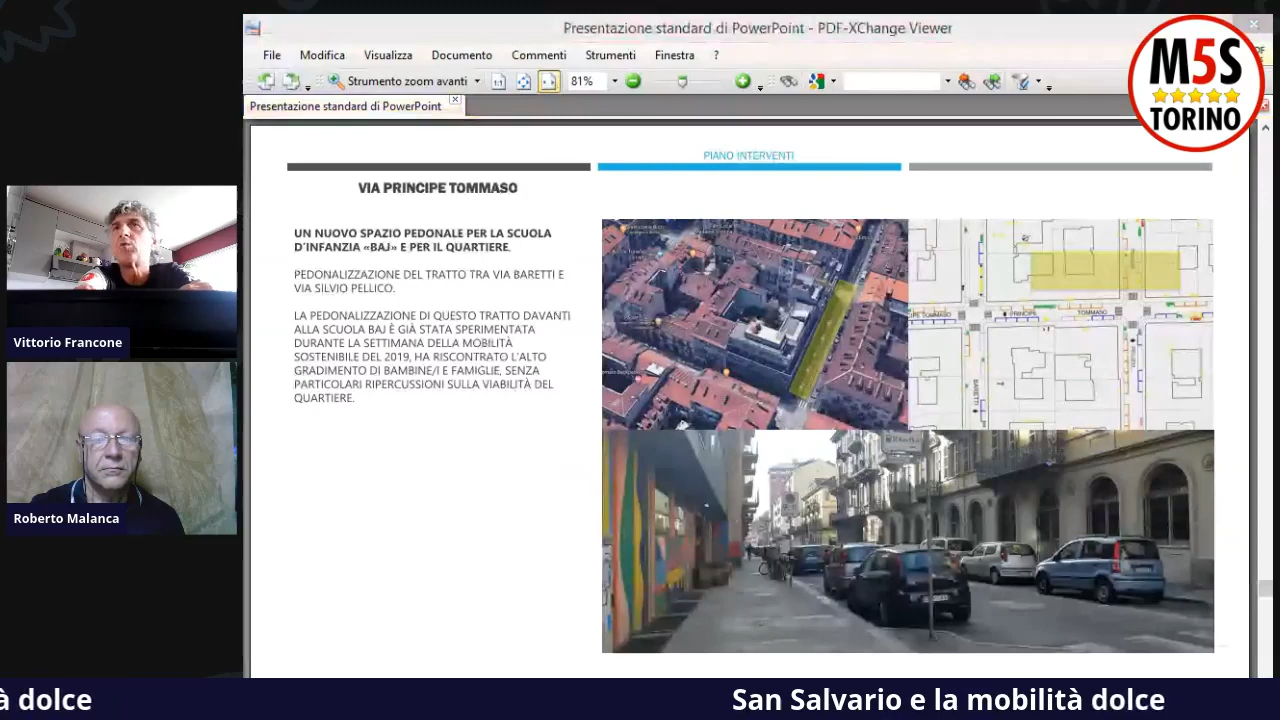 Presentazione standard di PowerPoint - PDF-XChange Viewer
File Modifica Visualizza Documento Commenti Strumenti Finestra ?
Strumento zoom avanti 81%
Presentazione standard di PowerPoint
M5S
TORINO
PIANO INTERVENTI
VIA PRINCIPE TOMMASO
UN NUOVO SPAZIO PEDONALE PER LA SCUOLA
D'INFANZIA «BAJ» E PER IL QUARTIERE.
PEDONALIZZAZIONE DEL TRATTO TRA VIA BARETTI E
VIA SILVIO PELLICO.
LA PEDONALIZZAZIONE DI QUESTO TRATTO DAVANTI
ALLA SCUOLA BAJ È GIÀ STATA SPERIMENTATA
DURANTE LA SETTIMANA DELLA MOBILITÀ
SOSTENIBILE DEL 2019, HA RISCONTRATO L'ALTO
GRADIMENTO DI BAMBINE/I E FAMIGLIE, SENZA
PARTICOLARI RIPERCUSSIONI SULLA VIABILITÀ DEL
QUARTIERE.
PRINCIPE TOMMASO
BARETTI
Vittorio Francone
Roberto Malanca
à dolce San Salvario e la mobilità dolce